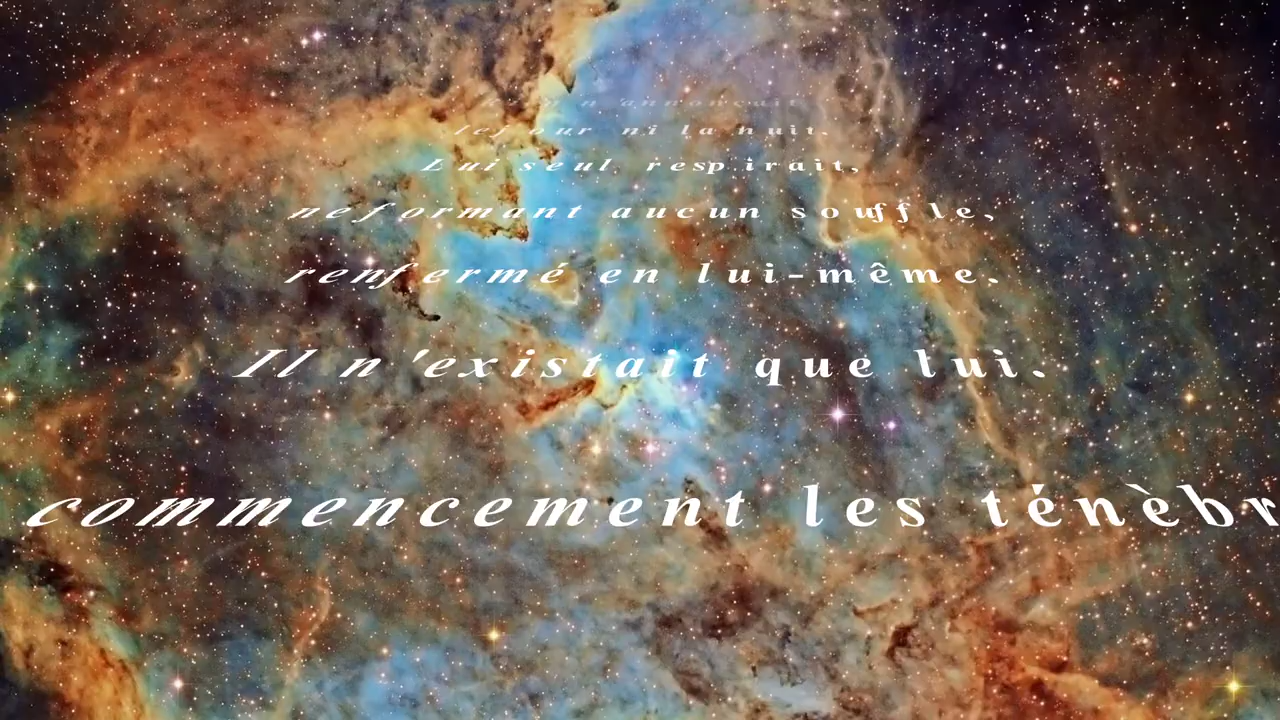 n'annonçait
le jour ni la nuit.
Lui seul respirait,
ne formant aucun souffle,
renfermé en lui-même.
Il n'existait que lui.
commencement les ténèbr